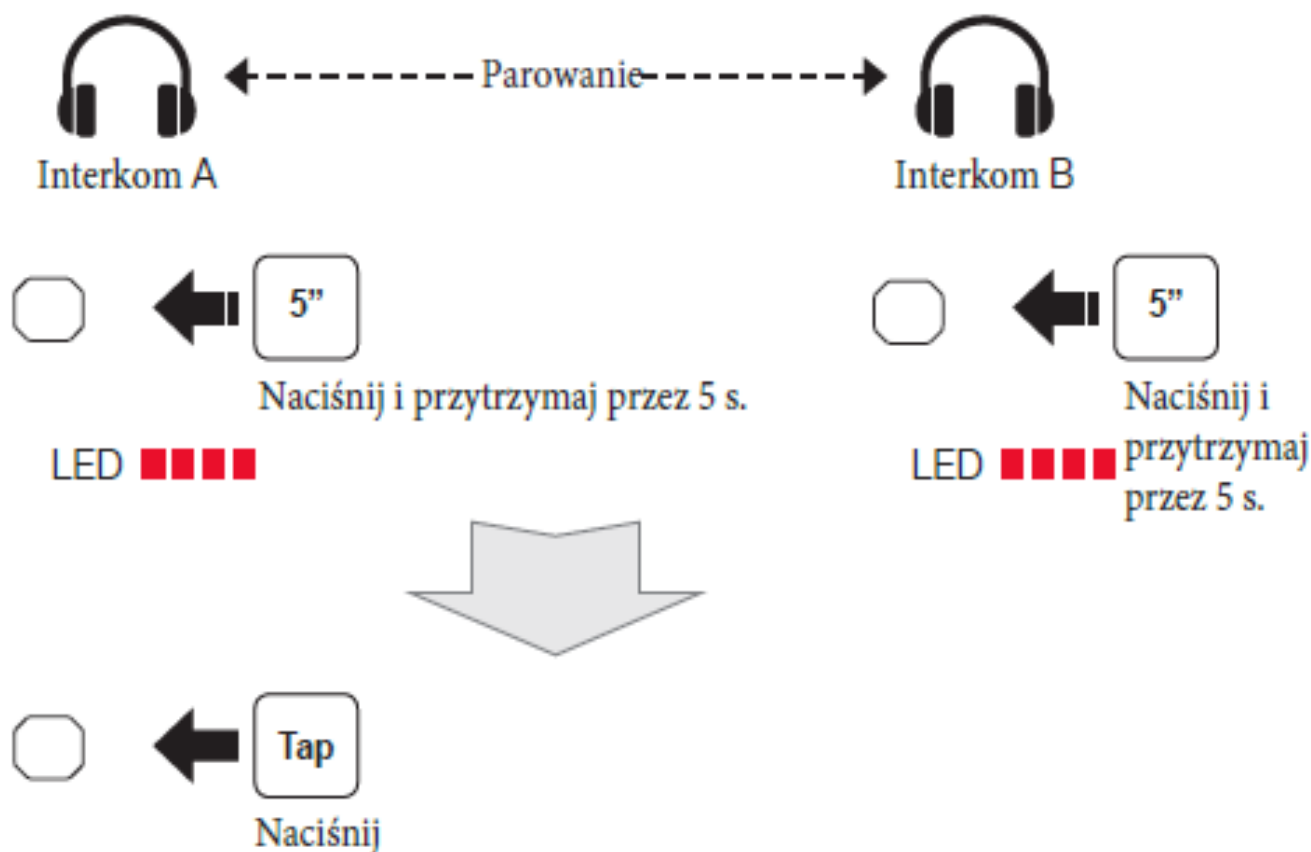 Parowanie
Interkom A
Interkom B
5”
5”
Naciśnij i przytrzymaj przez 5 s.
Naciśnij i
przytrzymaj
przez 5 s.
LED
LED
Tap
Naciśnij